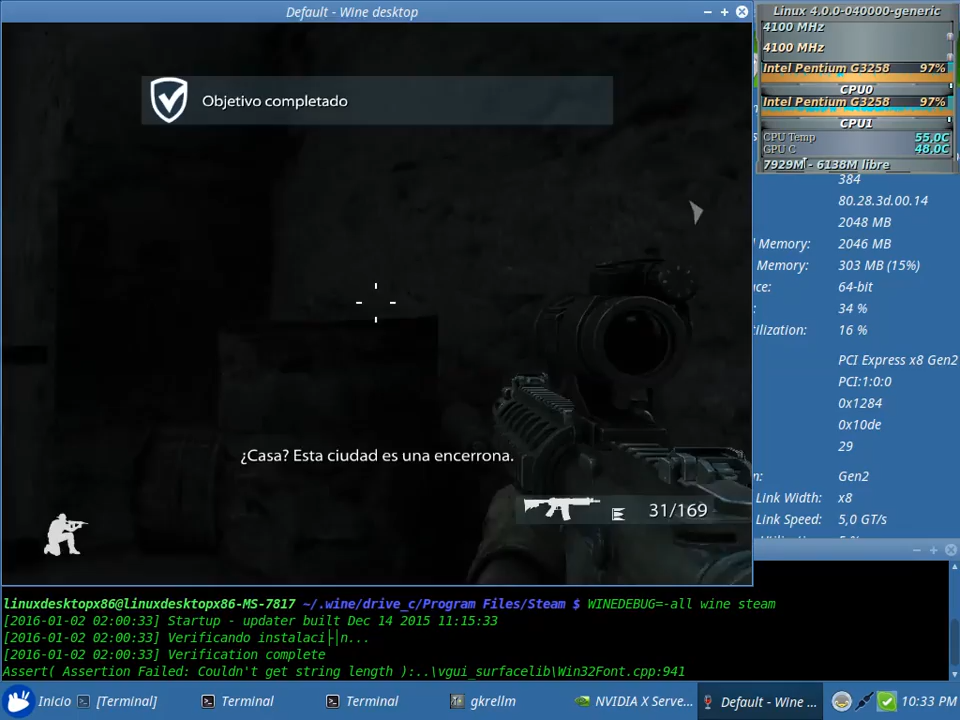 Default - Wine desktop
Objetivo completado
¿Casa? Esta ciudad es una encerrona.
31/169
Linux 4.0.0-040000-generic
4100 MHz
4100 MHz
Intel Pentium G3258 97%
CPU0
Intel Pentium G3258 97%
CPU1
CPU Temp 55.0C
GPU C 48.0C
7929M - 6138M libre
384
80.28.3d.00.14
2048 MB
Memory: 2046 MB
Memory: 303 MB (15%)
ce: 64-bit
: 34 %
ilization: 16 %
PCI Express x8 Gen2
PCI:1:0:0
0x1284
0x10de
29
n: Gen2
Link Width: x8
Link Speed: 5,0 GT/s
linuxdesktopx86@linuxdesktopx86-MS-7817 ~/.wine/drive_c/Program Files/Steam $ WINEDEBUG=-all wine steam
[2016-01-02 02:00:33] Startup - updater built Dec 14 2015 11:15:33
[2016-01-02 02:00:33] Verificando instalaci├│n...
[2016-01-02 02:00:33] Verification complete
Assert( Assertion Failed: Couldn't get string length ):..\vgui_surfacelib\Win32Font.cpp:941
Inicio [Terminal] Terminal Terminal gkrellm NVIDIA X Serve... Default - Wine ... 10:33 PM